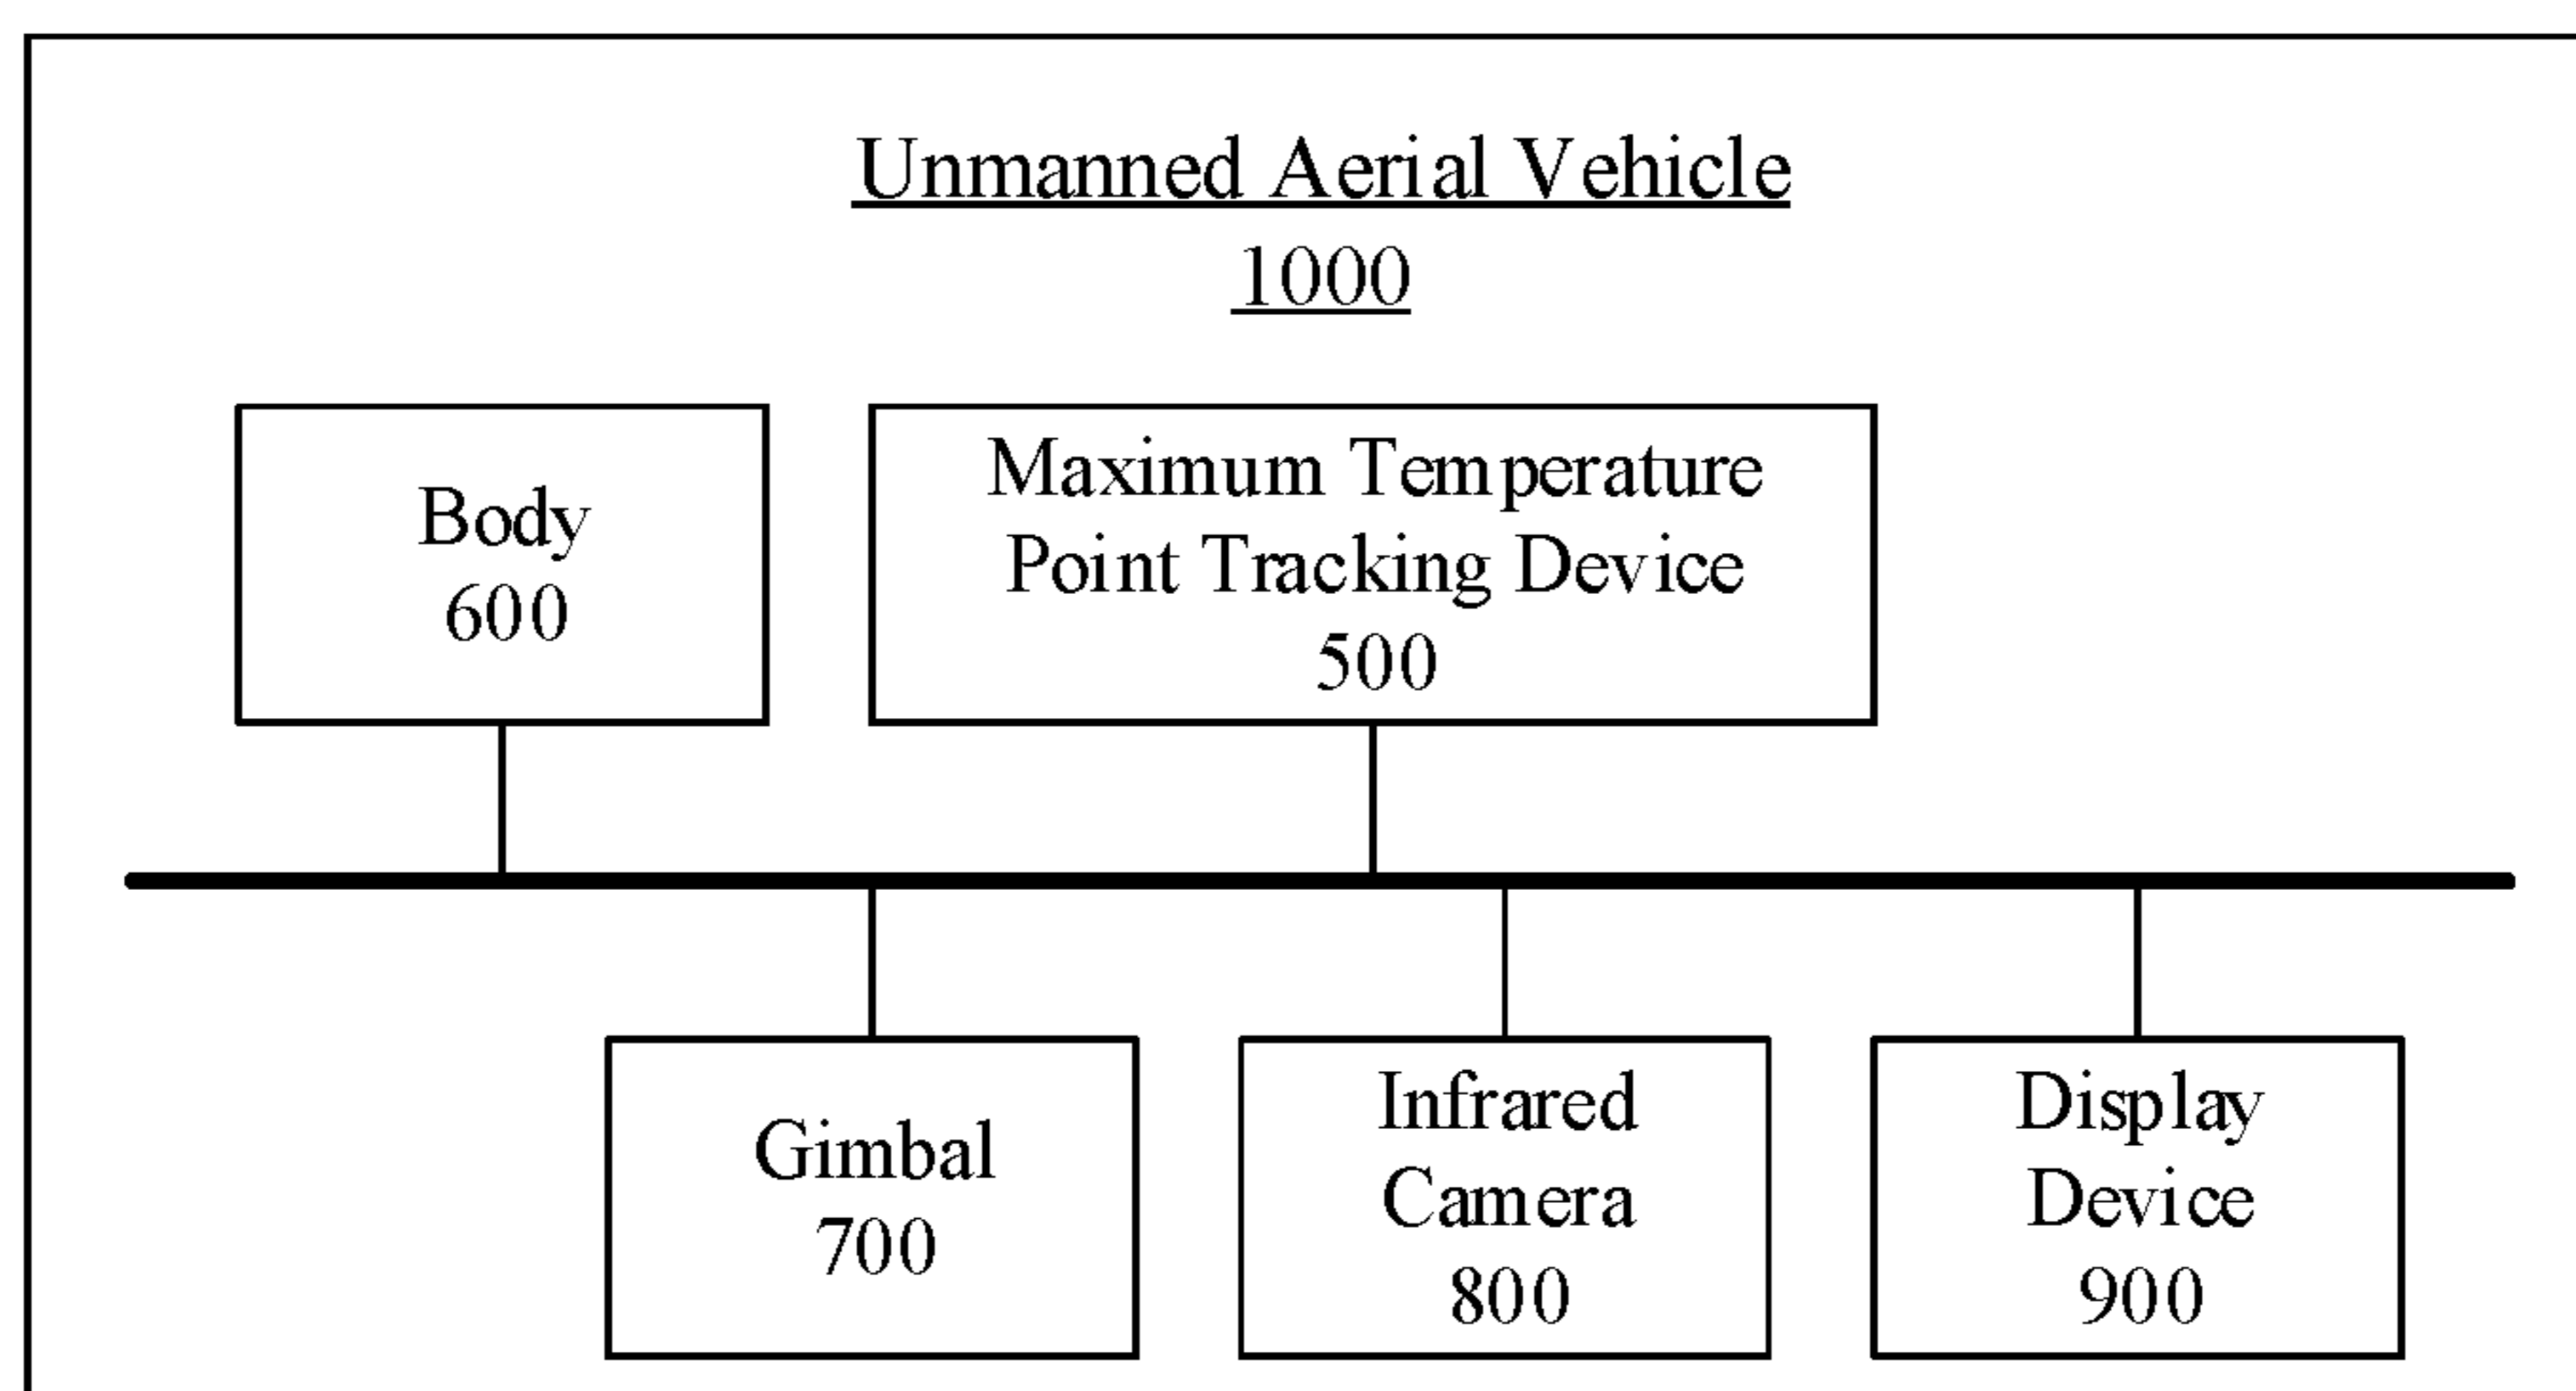 Unmanned Aerial Vehicle
1000
Body
600
Maximum Temperature
Point Tracking Device
500
Gimbal
700
Infrared
Camera
800
Display
Device
900